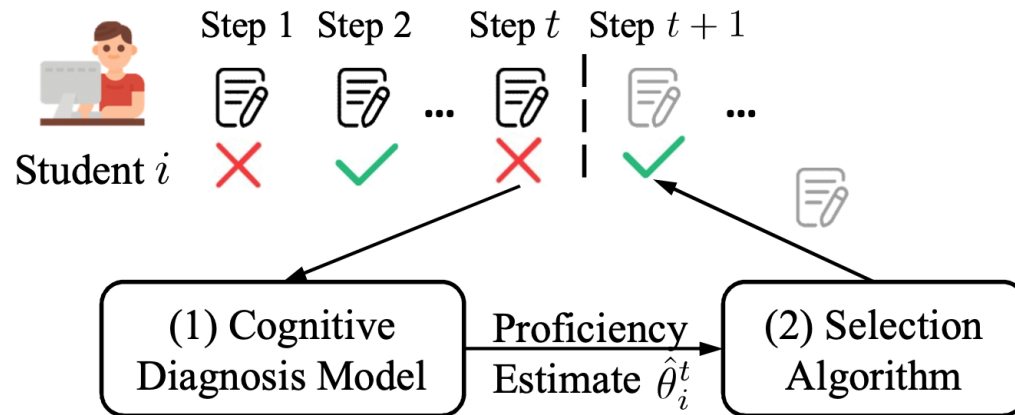 Step 1 Step 2 Step t Step t + 1
... ...
Student i
(1) Cognitive
Diagnosis Model
Proficiency
Estimate θ̂ᵢᵗ
(2) Selection
Algorithm